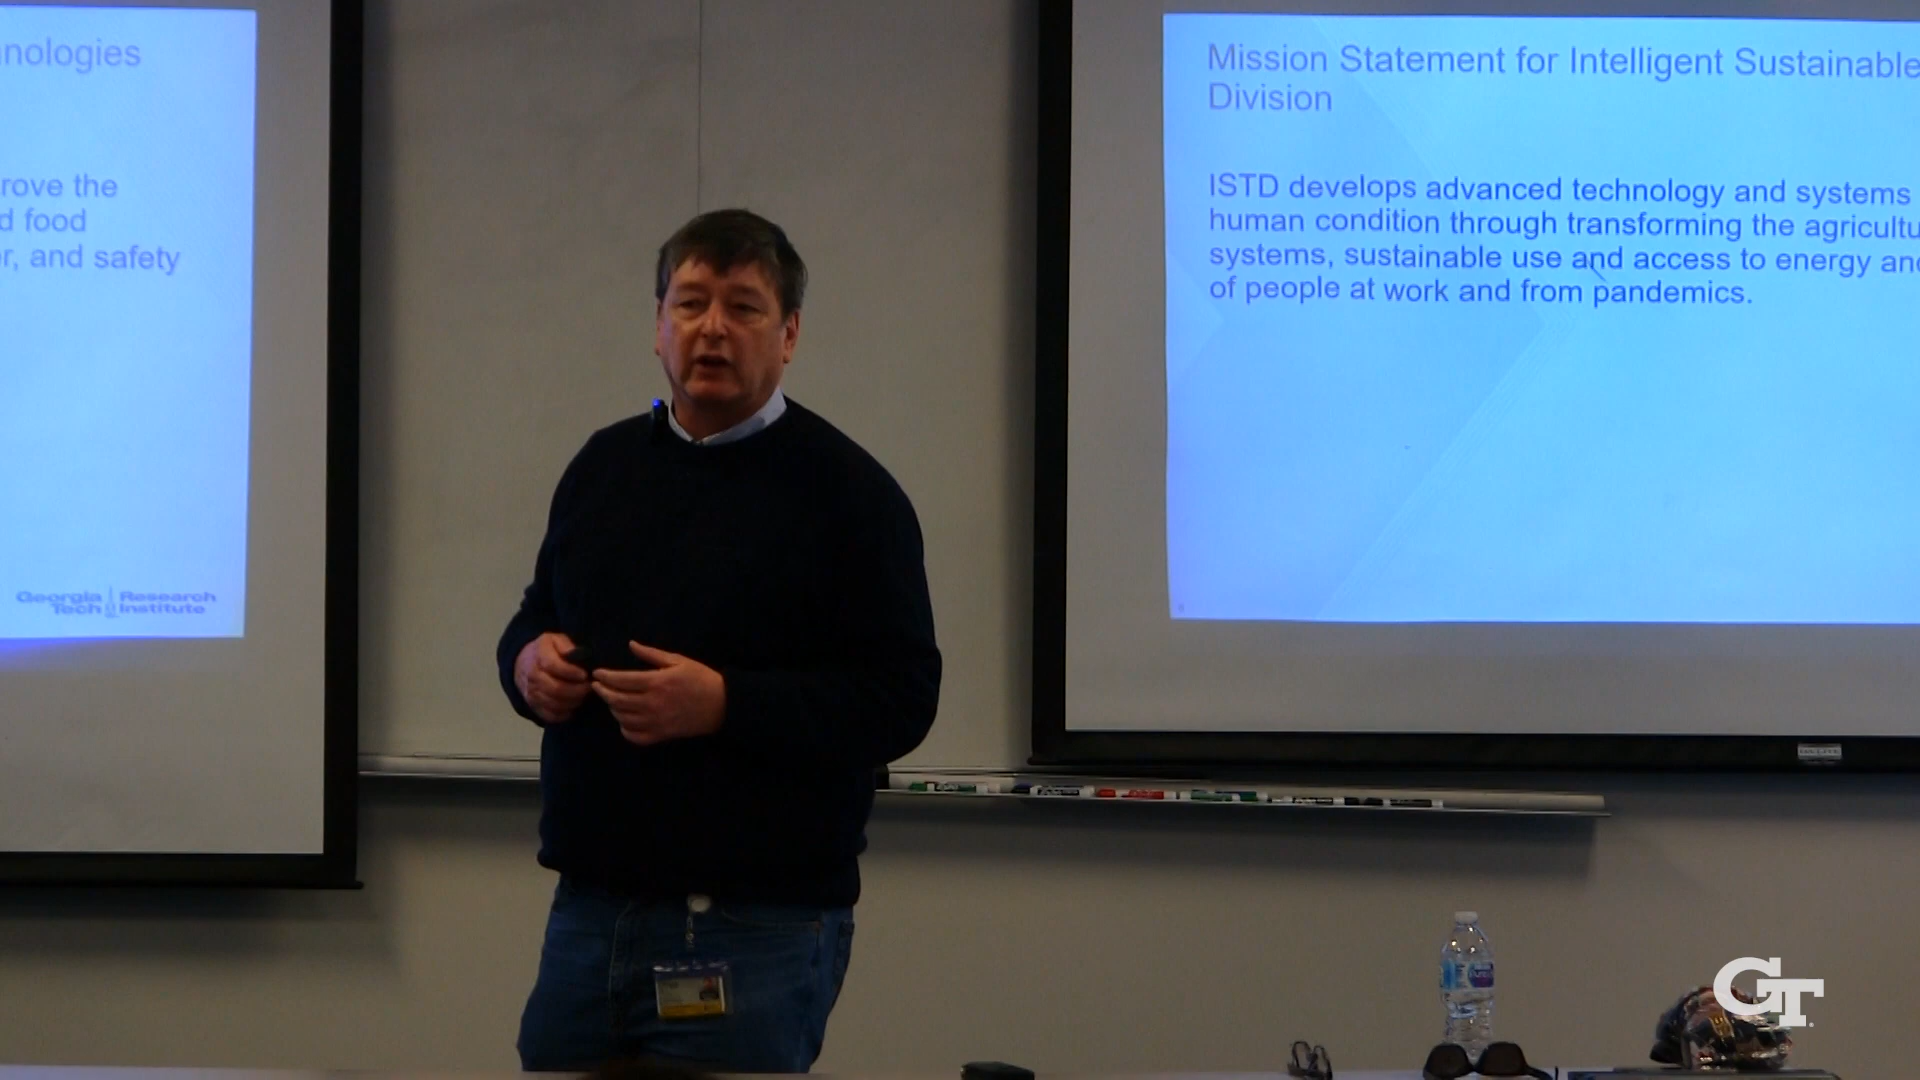 nologies
rove the
d food
r, and safety
Georgia Research
Tech Institute
Mission Statement for Intelligent Sustainable
Division
ISTD develops advanced technology and systems
human condition through transforming the agricultu
systems, sustainable use and access to energy and
of people at work and from pandemics.
GT